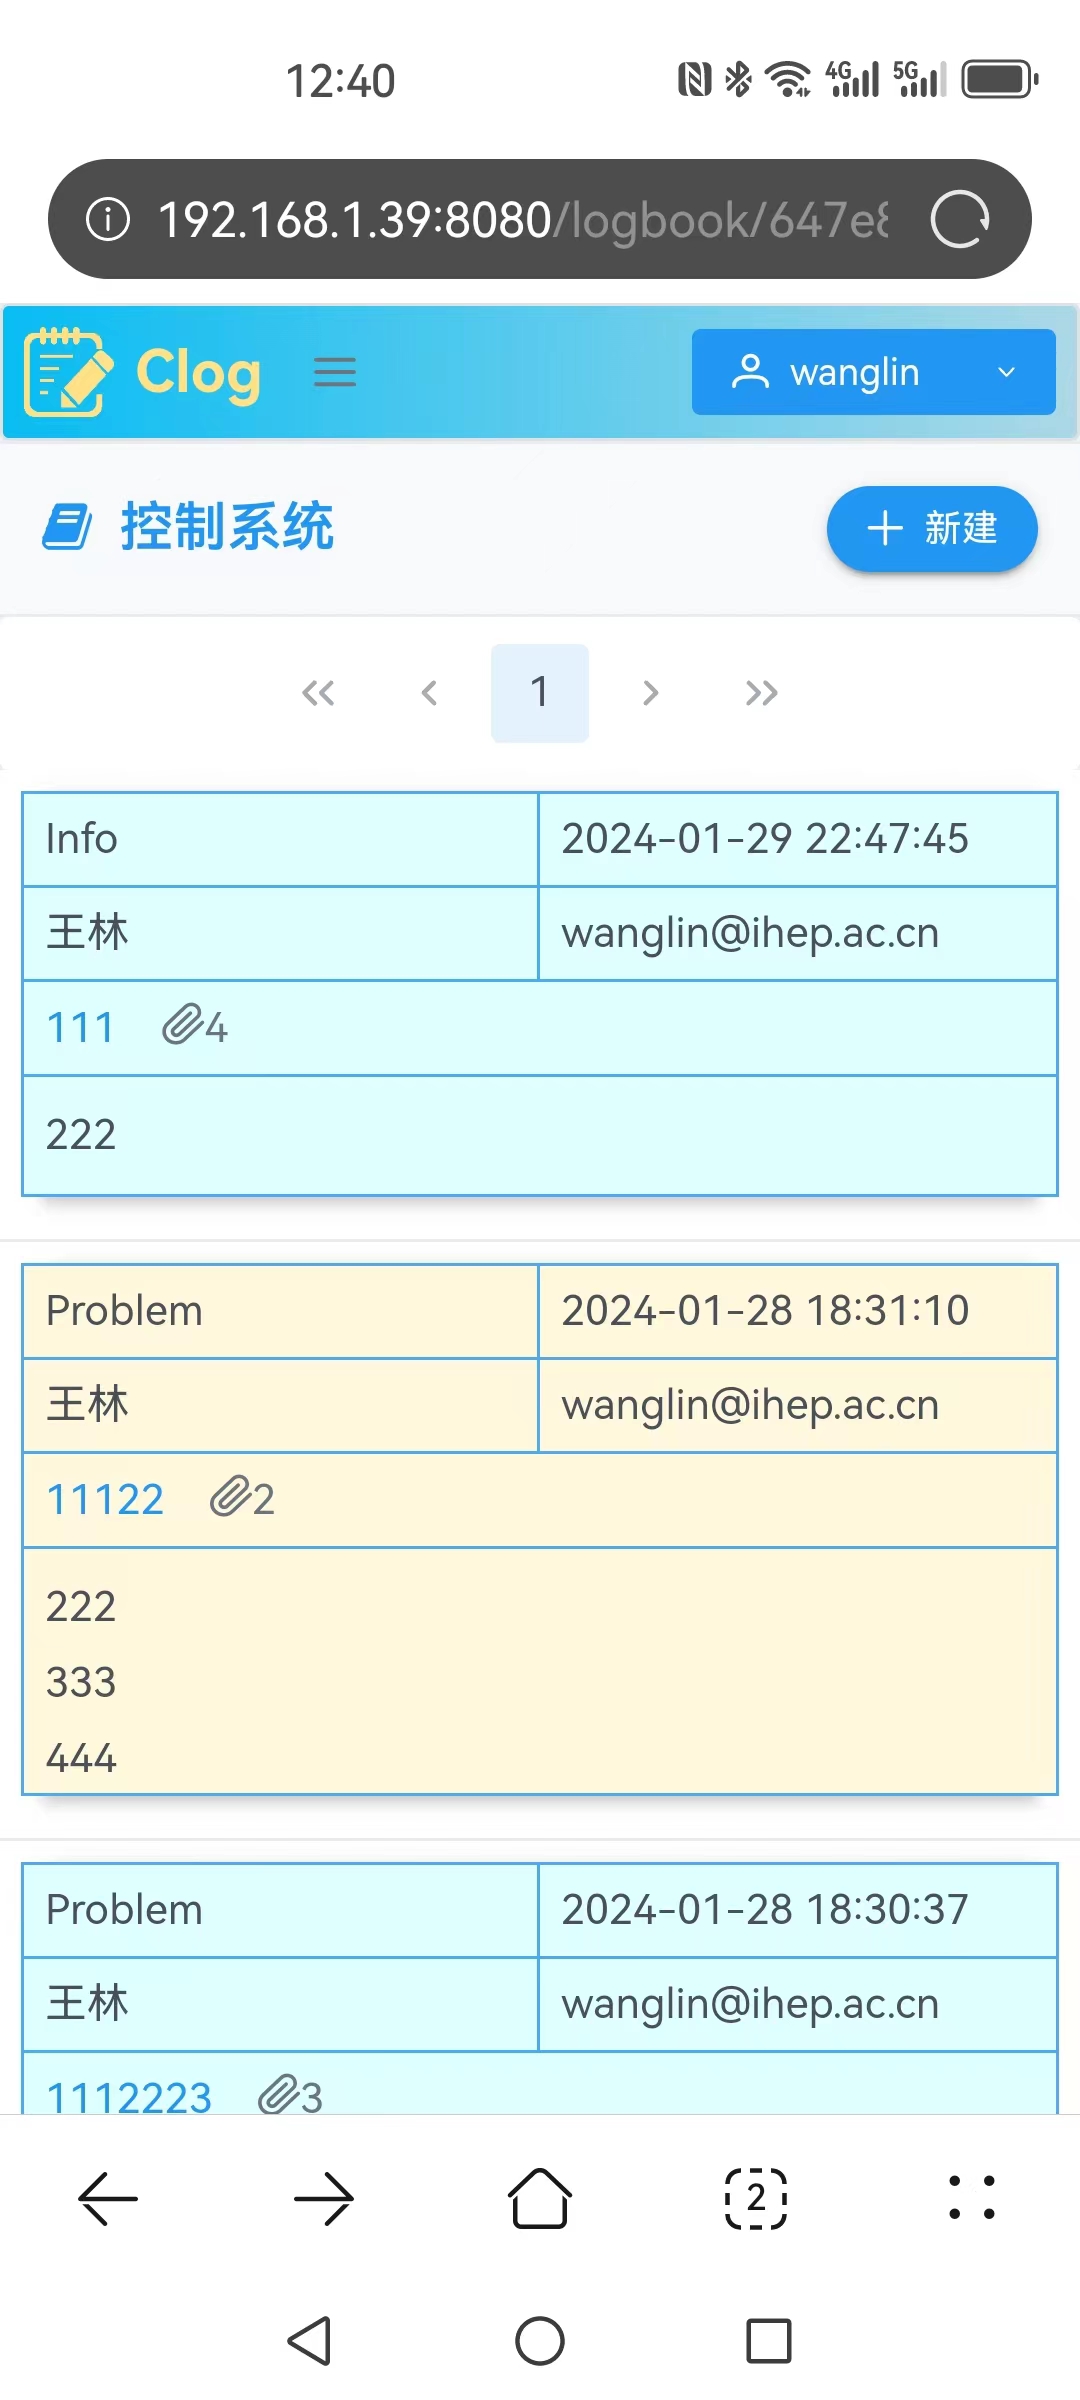 12:40
4G 5G
192.168.1.39:8080/logbook/647e
Clog
wanglin
控制系统
新建
1
Info
2024-01-29 22:47:45
王林
wanglin@ihep.ac.cn
111 4
222
Problem
2024-01-28 18:31:10
王林
wanglin@ihep.ac.cn
11122 2
222
333
444
Problem
2024-01-28 18:30:37
王林
wanglin@ihep.ac.cn
1112223 3
2